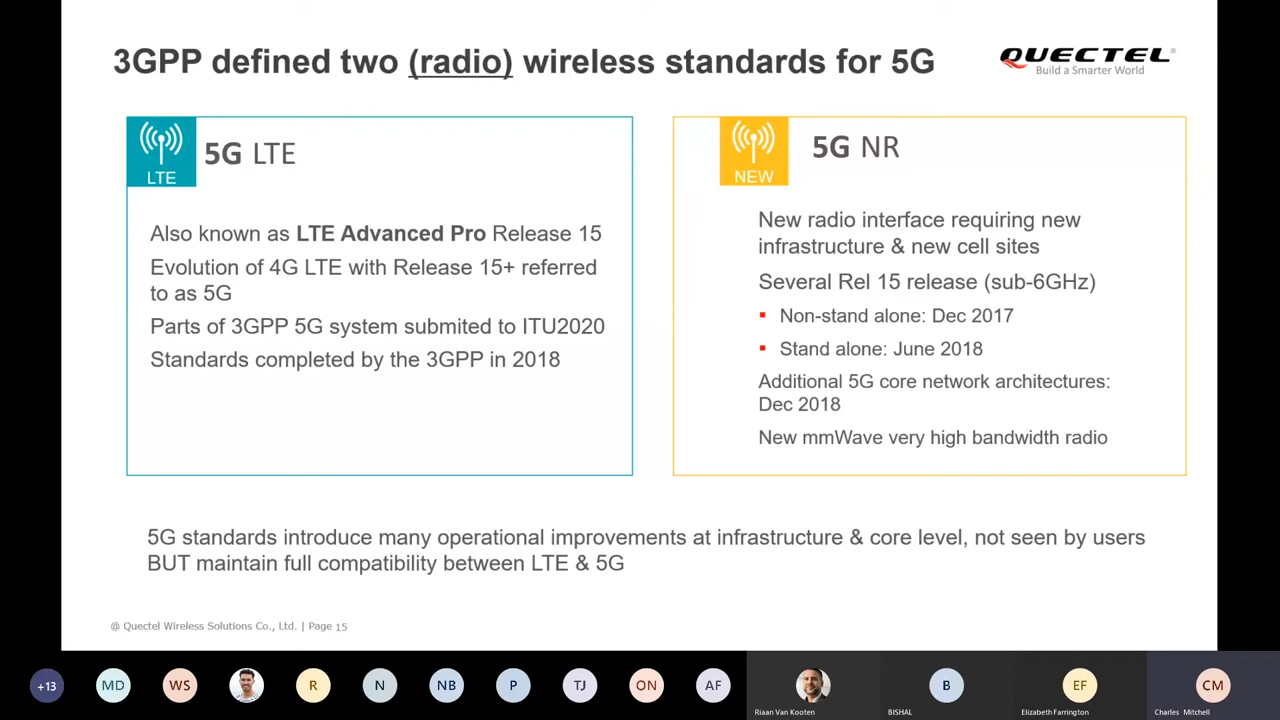 3GPP defined two (radio) wireless standards for 5G
QUECTEL®
Build a Smarter World
LTE
5G LTE
Also known as LTE Advanced Pro Release 15
Evolution of 4G LTE with Release 15+ referred
to as 5G
Parts of 3GPP 5G system submited to ITU2020
Standards completed by the 3GPP in 2018
NEW
5G NR
New radio interface requiring new
infrastructure & new cell sites
Several Rel 15 release (sub-6GHz)
▪ Non-stand alone: Dec 2017
▪ Stand alone: June 2018
Additional 5G core network architectures:
Dec 2018
New mmWave very high bandwidth radio
5G standards introduce many operational improvements at infrastructure & core level, not seen by users
BUT maintain full compatibility between LTE & 5G
@ Quectel Wireless Solutions Co., Ltd. | Page 15
+13 MD WS R N NB P TJ ON AF B EF CM
Riaan Van Kooten BISHAL Elizabeth Farrington Charles Mitchell